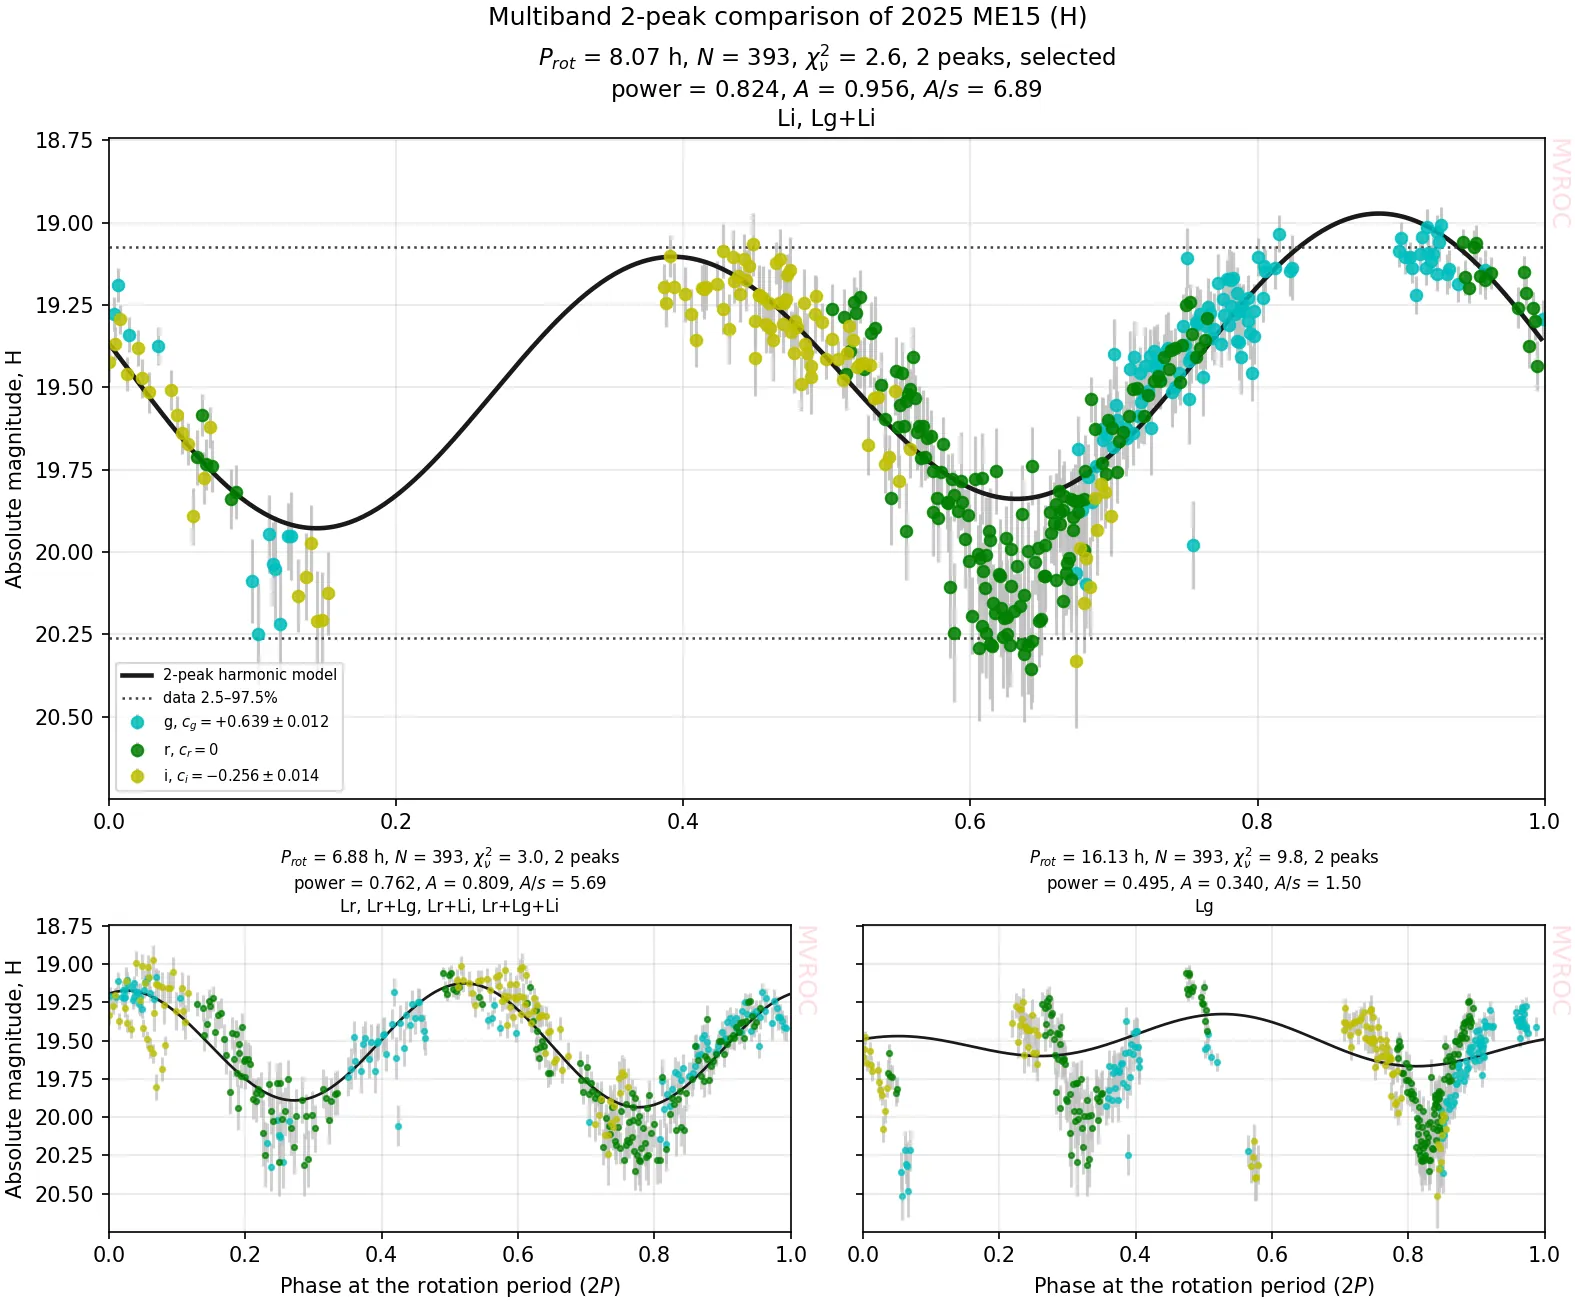 Multiband 2-peak comparison of 2025 ME15 (H)
P_rot = 8.07 h, N = 393, χ²_ν = 2.6, 2 peaks, selected
power = 0.824, A = 0.956, A/s = 6.89
Li, Lg+Li
18.75
19.00
19.25
19.50
19.75
20.00
20.25
20.50
Absolute magnitude, H
MVROC
2-peak harmonic model
data 2.5–97.5%
g, c_g = +0.639 ± 0.012
r, c_r = 0
i, c_i = −0.256 ± 0.014
0.0 0.2 0.4 0.6 0.8 1.0
P_rot = 6.88 h, N = 393, χ²_ν = 3.0, 2 peaks
power = 0.762, A = 0.809, A/s = 5.69
Lr, Lr+Lg, Lr+Li, Lr+Lg+Li
18.75
19.00
19.25
19.50
19.75
20.00
20.25
20.50
Absolute magnitude, H
MVROC
0.0 0.2 0.4 0.6 0.8 1.0
Phase at the rotation period (2P)
P_rot = 16.13 h, N = 393, χ²_ν = 9.8, 2 peaks
power = 0.495, A = 0.340, A/s = 1.50
Lg
MVROC
0.0 0.2 0.4 0.6 0.8 1.0
Phase at the rotation period (2P)